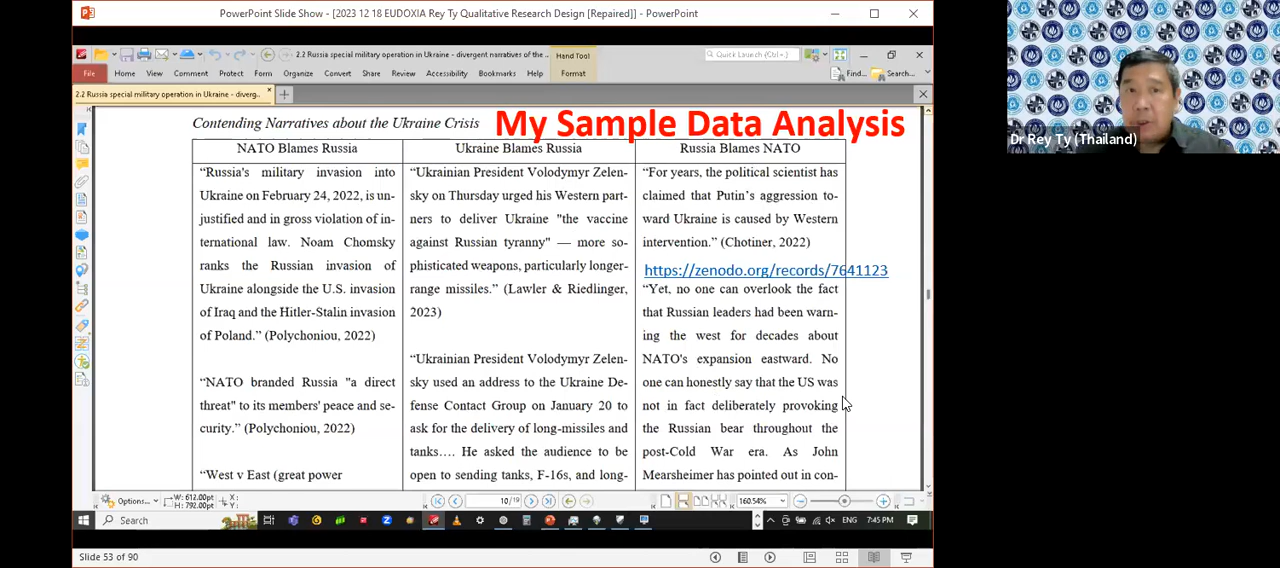 PowerPoint Slide Show - [2023 12 18 EUDOXIA Rey Ty Qualitative Research Design [Repaired]] - PowerPoint
2.2 Russia special military operation in Ukraine - divergent narratives of the ...
Hand Tool
Quick Launch (Ctrl+.)
File
Home
View
Comment
Protect
Form
Organize
Convert
Share
Review
Accessibility
Bookmarks
Help
Format
Find...
Search...
2.2 Russia special military operation in Ukraine - diverg...
Contending Narratives about the Ukraine Crisis
My Sample Data Analysis
NATO Blames Russia
Ukraine Blames Russia
Russia Blames NATO
“Russia's military invasion into
Ukraine on February 24, 2022, is un-
justified and in gross violation of in-
ternational law. Noam Chomsky
ranks the Russian invasion of
Ukraine alongside the U.S. invasion
of Iraq and the Hitler-Stalin invasion
of Poland.” (Polychoniou, 2022)
“NATO branded Russia "a direct
threat" to its members' peace and se-
curity.” (Polychoniou, 2022)
“West v East (great power
“Ukrainian President Volodymyr Zelen-
sky on Thursday urged his Western part-
ners to deliver Ukraine "the vaccine
against Russian tyranny" — more so-
phisticated weapons, particularly longer-
range missiles.” (Lawler & Riedlinger,
2023)
“Ukrainian President Volodymyr Zelen-
sky used an address to the Ukraine De-
fense Contact Group on January 20 to
ask for the delivery of long-missiles and
tanks…. He asked the audience to be
open to sending tanks, F-16s, and long-
“For years, the political scientist has
claimed that Putin’s aggression to-
ward Ukraine is caused by Western
intervention.” (Chotiner, 2022)
https://zenodo.org/records/7641123
“Yet, no one can overlook the fact
that Russian leaders had been warn-
ing the west for decades about
NATO's expansion eastward. No
one can honestly say that the US was
not in fact deliberately provoking
the Russian bear throughout the
post-Cold War era. As John
Mearsheimer has pointed out in con-
Options...
W: 612.00pt
H: 792.00pt
X:
Y:
10 / 19
160.54%
Search
ENG
7:45 PM
Slide 53 of 90
Dr Rey Ty (Thailand)